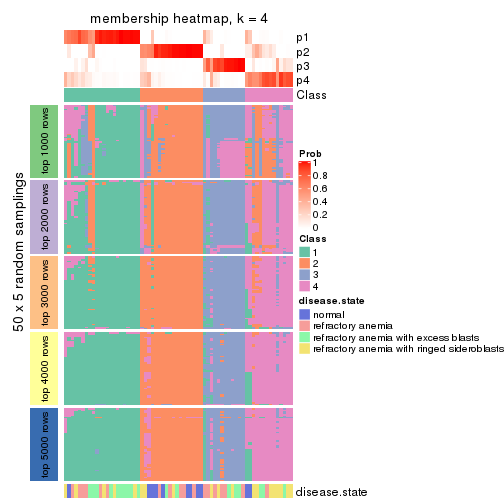 membership heatmap, k = 4
p1
p2
p3
p4
Class
50 x 5 random samplings
top 1000 rows
top 2000 rows
top 3000 rows
top 4000 rows
top 5000 rows
disease.state
Prob
1
0.8
0.6
0.4
0.2
0
Class
1
2
3
4
disease.state
normal
refractory anemia
refractory anemia with excess blasts
refractory anemia with ringed sideroblasts